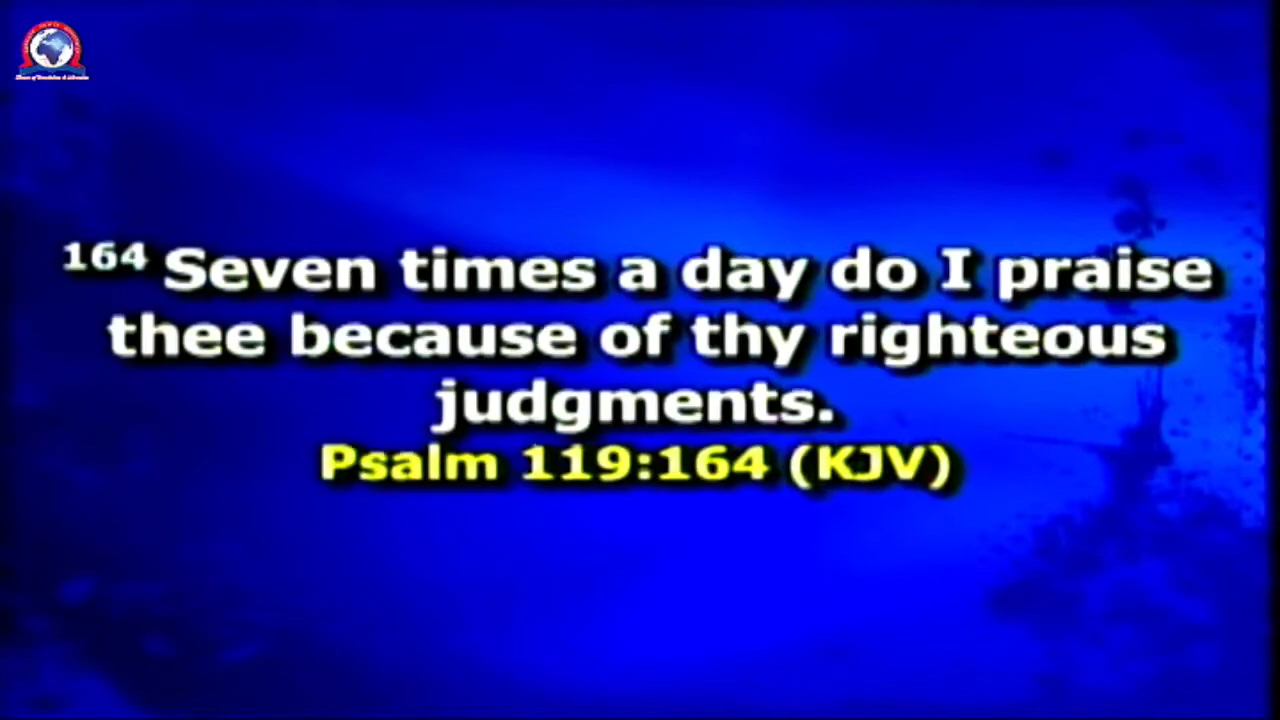 164 Seven times a day do I praise
thee because of thy righteous
judgments.
Psalm 119:164 (KJV)